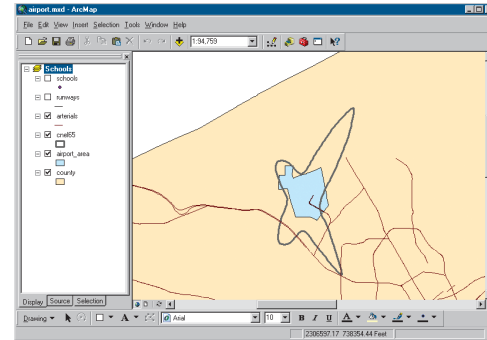 airport.mxd - ArcMap
File Edit View Insert Selection Tools Window Help
1:94,759
Schools
schools
runways
arterials
cnel65
airport_area
county
Display Source Selection
Drawing A Arial 10 B I U A
2306597.17 738354.44 Feet